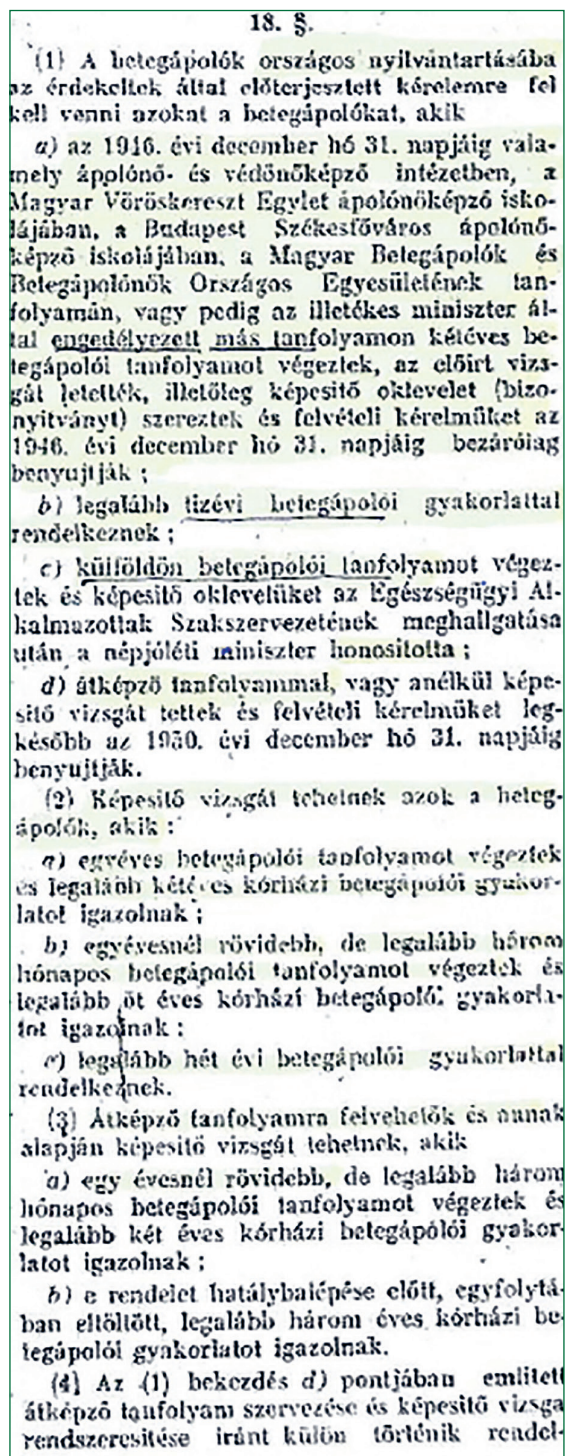 18. §.
(1) A betegápolók országos nyilvántartásába
az érdekeltek által előterjesztett kérelemre fel
kell venni azokat a betegápolókat, akik
a) az 1946. évi december hó 31. napjáig vala-
mely ápolónő- és védőnőképző intézetben, a
Magyar Vöröskereszt Egylet ápolónőképző isko-
lájában, a Budapest Székesfőváros ápolónő-
képző iskolájában, a Magyar Betegápolók és
Betegápolónők Országos Egyesületének tan-
folyamán, vagy pedig az illetékes miniszter ál-
tal engedélyezett más tanfolyamon kétéves be-
tegápolói tanfolyamot végeztek, az előírt vizs-
gát letették, illetőleg képesítő oklevelet (bizo-
nyítványt) szereztek és felvételi kérelmüket az
1946. évi december hó 31. napjáig bezárólag
benyujtják ;
b) legalább tizévi betegápolói gyakorlattal
rendelkeznek ;
c) külföldön betegápolói tanfolyamot végez-
tek és képesitő oklevelüket az Egészségügyi Al-
kalmazottak Szakszervezetének meghallgatása
után a népjóléti miniszter honosította ;
d) átképző tanfolyammal, vagy anélkül képe-
sitő vizsgát tettek és felvételi kérelmüket leg-
később az 1950. évi december hó 31. napjáig
benyujtják.
(2) Képesitő vizsgát tehetnek azok a beteg-
ápolók, akik :
a) egyéves betegápolói tanfolyamot végeztek
és legalább kétéves kórházi betegápolói gyakor-
latot igazolnak ;
b) egyévesnél rövidebb, de legalább három
hónapos betegápolói tanfolyamot végeztek és
legalább öt éves kórházi betegápolói gyakorla-
tot igazolnak :
c) legalább hét évi betegápolói gyakorlattal
rendelkeznek.
(3) Átképző tanfolyamra felvehetők és annak
alapján képesitő vizsgát tehetnek, akik
a) egy évesnél rövidebb, de legalább három
hónapos betegápolói tanfolyamot végeztek és
legalább két éves kórházi betegápolói gyakor-
latot igazolnak ;
b) e rendelet hatálybalépése előtt, egyfolytá-
ban eltöltött, legalább három éves kórházi be-
tegápolói gyakorlatot igazolnak.
(4) Az (1) bekezdés d) pontjában emlitett
átképző tanfolyam szervezése és képesitő vizsga
rendszeresitése iránt külön történik rendel-